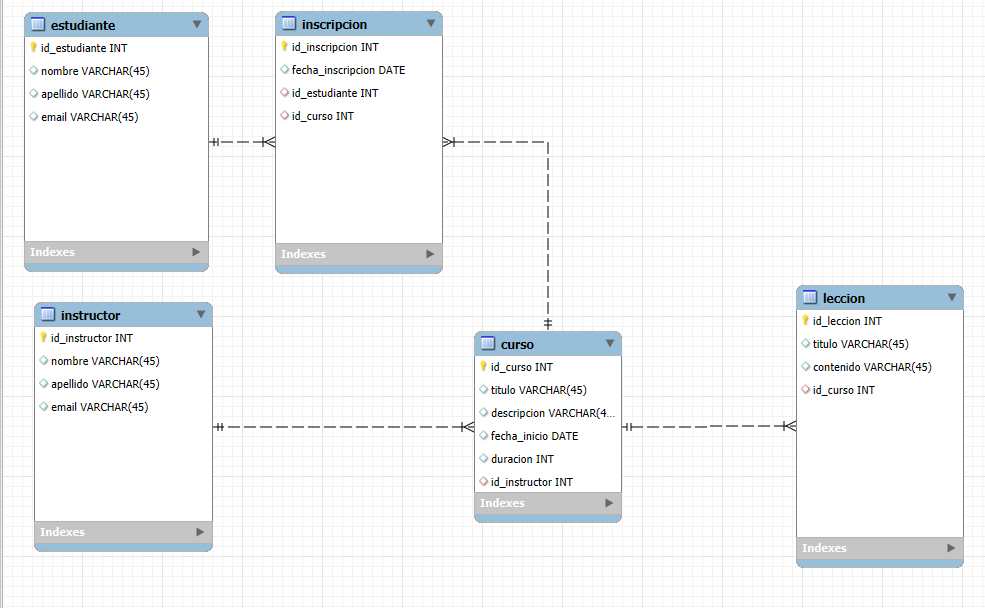 estudiante
id_estudiante INT
nombre VARCHAR(45)
apellido VARCHAR(45)
email VARCHAR(45)
Indexes
inscripcion
id_inscripcion INT
fecha_inscripcion DATE
id_estudiante INT
id_curso INT
Indexes
instructor
id_instructor INT
nombre VARCHAR(45)
apellido VARCHAR(45)
email VARCHAR(45)
Indexes
curso
id_curso INT
titulo VARCHAR(45)
descripcion VARCHAR(4...
fecha_inicio DATE
duracion INT
id_instructor INT
Indexes
leccion
id_leccion INT
titulo VARCHAR(45)
contenido VARCHAR(45)
id_curso INT
Indexes